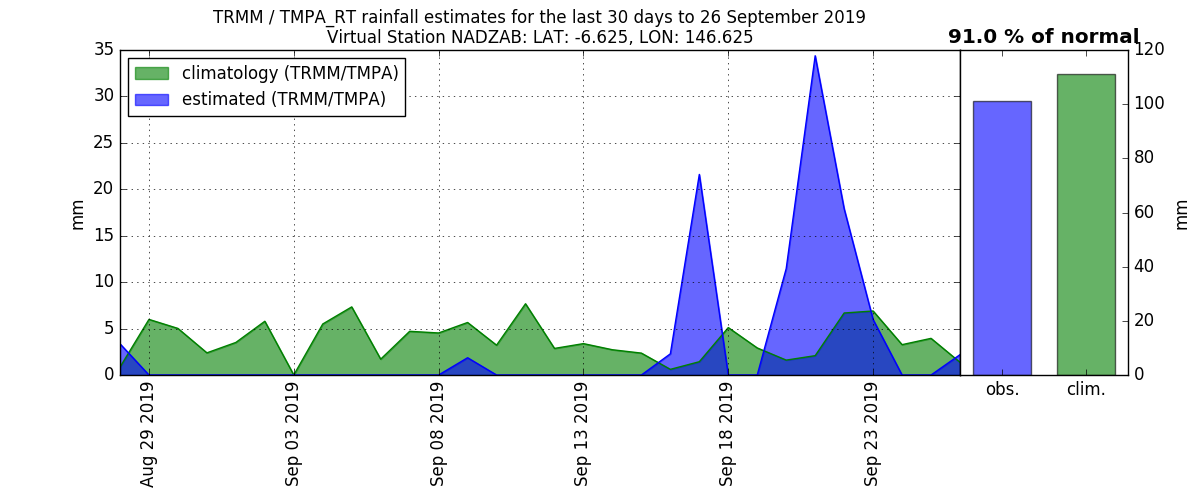 TRMM / TMPA_RT rainfall estimates for the last 30 days to 26 September 2019
Virtual Station NADZAB: LAT: -6.625, LON: 146.625
91.0 % of normal
climatology (TRMM/TMPA)
estimated (TRMM/TMPA)
mm
35
30
25
20
15
10
5
0
Aug 29 2019
Sep 03 2019
Sep 08 2019
Sep 13 2019
Sep 18 2019
Sep 23 2019
obs.
clim.
120
100
80
60
40
20
0
mm